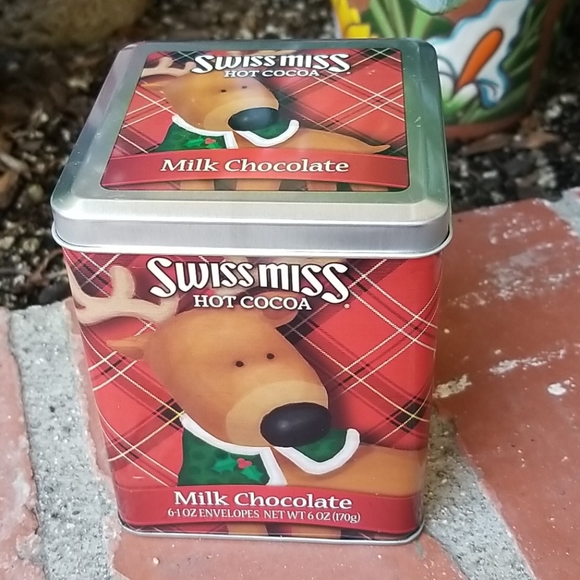 SWISS MISS
HOT COCOA
Milk Chocolate
SWISS MISS
HOT COCOA
Milk Chocolate
6-1 OZ ENVELOPES NET WT 6 OZ (170g)